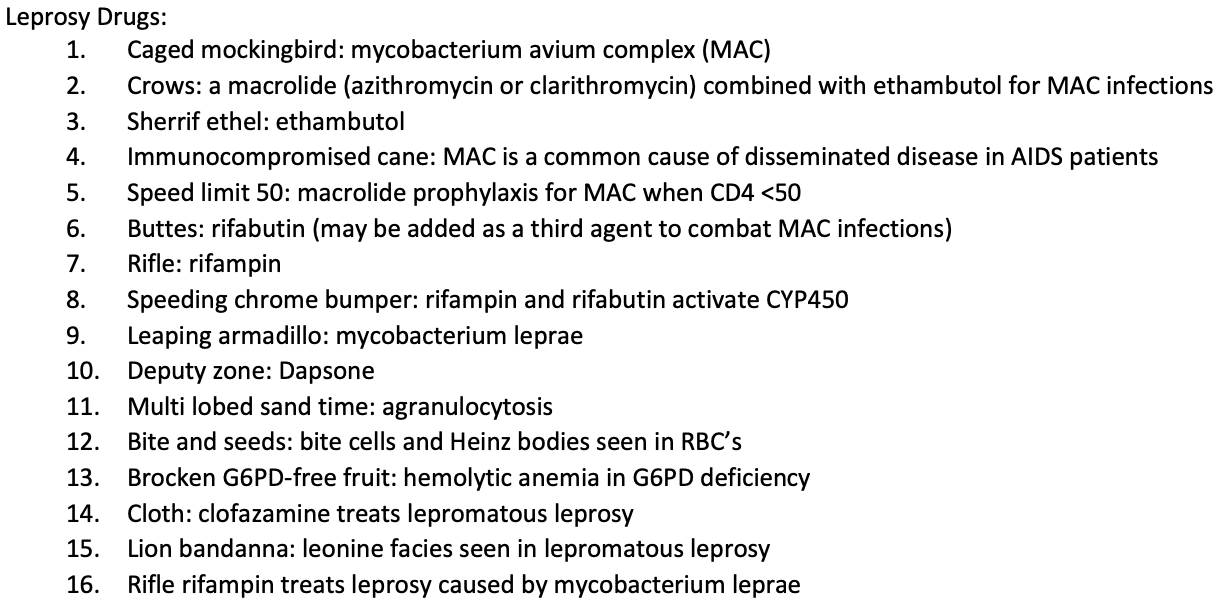 Leprosy Drugs:
1. Caged mockingbird: mycobacterium avium complex (MAC)
2. Crows: a macrolide (azithromycin or clarithromycin) combined with ethambutol for MAC infections
3. Sherrif ethel: ethambutol
4. Immunocompromised cane: MAC is a common cause of disseminated disease in AIDS patients
5. Speed limit 50: macrolide prophylaxis for MAC when CD4 <50
6. Buttes: rifabutin (may be added as a third agent to combat MAC infections)
7. Rifle: rifampin
8. Speeding chrome bumper: rifampin and rifabutin activate CYP450
9. Leaping armadillo: mycobacterium leprae
10. Deputy zone: Dapsone
11. Multi lobed sand time: agranulocytosis
12. Bite and seeds: bite cells and Heinz bodies seen in RBC’s
13. Brocken G6PD-free fruit: hemolytic anemia in G6PD deficiency
14. Cloth: clofazamine treats lepromatous leprosy
15. Lion bandanna: leonine facies seen in lepromatous leprosy
16. Rifle rifampin treats leprosy caused by mycobacterium leprae